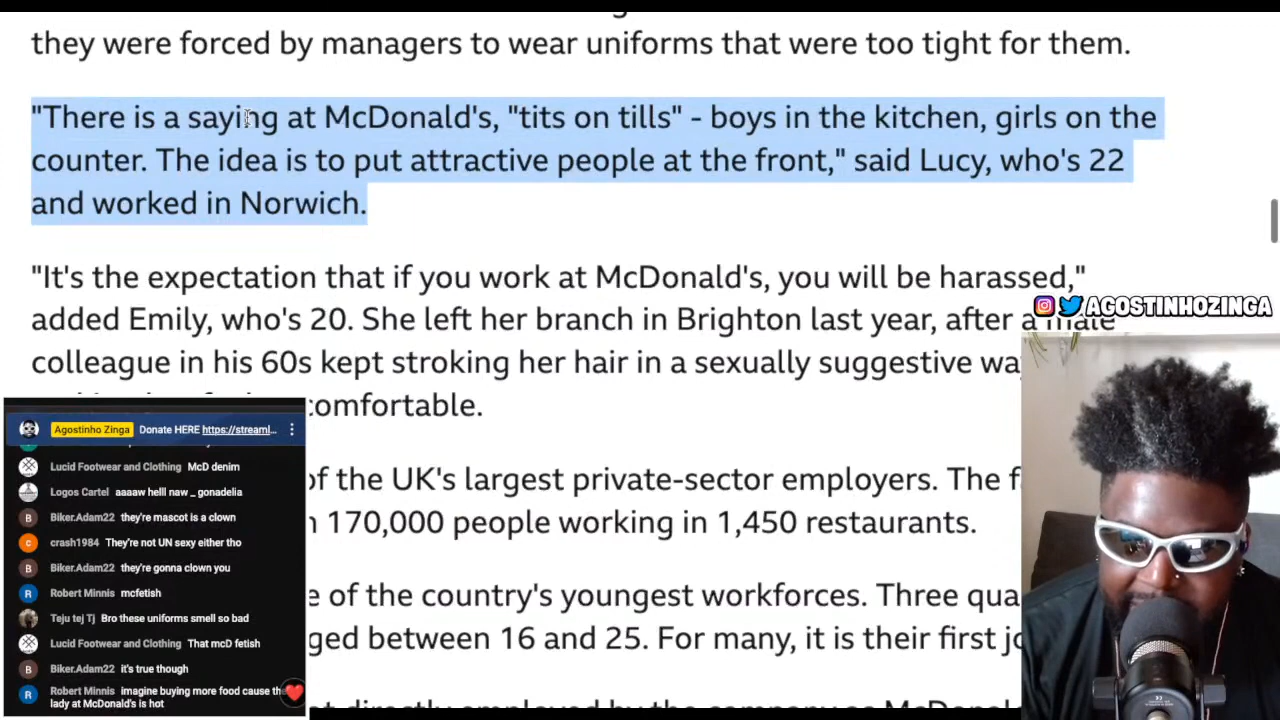 they were forced by managers to wear uniforms that were too tight for them.
"There is a saying at McDonald's, "tits on tills" - boys in the kitchen, girls on the
counter. The idea is to put attractive people at the front," said Lucy, who's 22
and worked in Norwich.
"It's the expectation that if you work at McDonald's, you will be harassed,"
added Emily, who's 20. She left her branch in Brighton last year, after a male
colleague in his 60s kept stroking her hair in a sexually suggestive
comfortable.
of the UK's largest private-sector employers. The
170,000 people working in 1,450 restaurants.
of the country's youngest workforces. Three
ged between 16 and 25. For many, it is their first
directly employed by the company as
AGOSTINHOZINGA
Agostinho Zinga Donate HERE https://streaml...
Lucid Footwear and Clothing McD denim
Logos Cartel aaaaw helll naw _ gonadelia
Biker.Adam22 they're mascot is a clown
crash1984 They're not UN sexy either tho
Biker.Adam22 they're gonna clown you
Robert Minnis mcfetish
Teju tej Tj Bro these uniforms smell so bad
Lucid Footwear and Clothing That mcD fetish
Biker.Adam22 it's true though
Robert Minnis imagine buying more food cause the
lady at McDonald's is hot